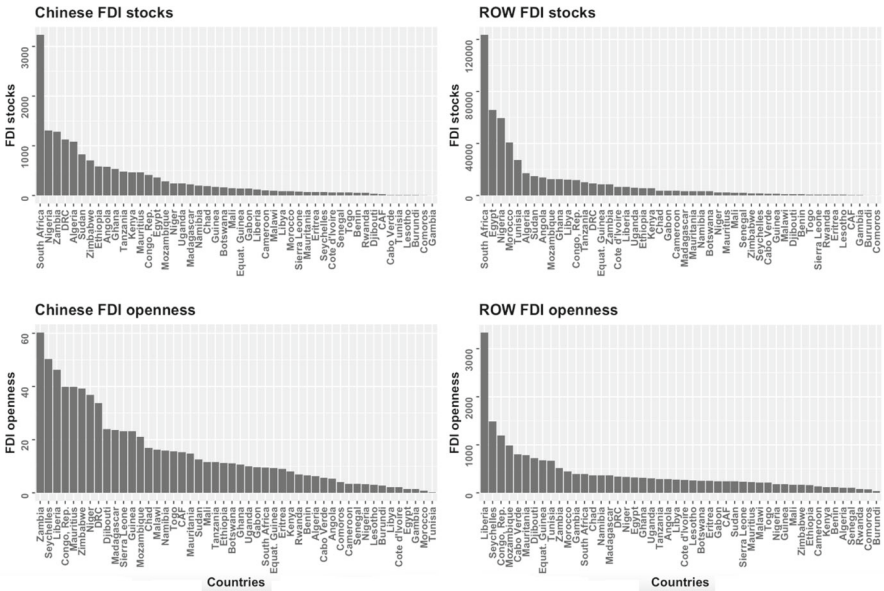 Chinese FDI stocks
FDI stocks
3000
2000
1000
0
South Africa
Nigeria
Zambia
DRC
Algeria
Sudan
Zimbabwe
Ethiopia
Angola
Ghana
Tanzania
Kenya
Mauritius
Congo, Rep.
Egypt
Mozambique
Niger
Uganda
Madagascar
Namibia
Chad
Guinea
Botswana
Mali
Equat. Guinea
Gabon
Liberia
Cameroon
Malawi
Libya
Morocco
Sierra Leone
Mauritania
Eritrea
Seychelles
Cote d'Ivoire
Senegal
Togo
Benin
Rwanda
Djibouti
CAF
Cabo Verde
Tunisia
Lesotho
Burundi
Comoros
Gambia
ROW FDI stocks
FDI stocks
120000
80000
40000
0
South Africa
Egypt
Nigeria
Morocco
Tunisia
Algeria
Sudan
Angola
Mozambique
Ghana
Libya
Congo, Rep.
Tanzania
DRC
Equat. Guinea
Zambia
Cote d'Ivoire
Liberia
Uganda
Ethiopia
Kenya
Chad
Gabon
Cameroon
Madagascar
Mauritania
Namibia
Botswana
Niger
Mauritius
Mali
Senegal
Zimbabwe
Seychelles
Cabo Verde
Guinea
Malawi
Djibouti
Benin
Togo
Sierra Leone
Rwanda
Eritrea
Lesotho
CAF
Gambia
Burundi
Comoros
Chinese FDI openness
FDI openness
60
40
20
0
Zambia
Seychelles
Liberia
Congo, Rep.
Mauritius
Zimbabwe
Niger
DRC
Djibouti
Madagascar
Sierra Leone
Guinea
Mozambique
Chad
Malawi
Namibia
Togo
CAF
Mauritania
Sudan
Mali
Tanzania
Ethiopia
Botswana
Ghana
Uganda
Gabon
South Africa
Equat. Guinea
Eritrea
Kenya
Rwanda
Benin
Algeria
Cabo Verde
Angola
Comoros
Cameroon
Senegal
Nigeria
Lesotho
Burundi
Libya
Cote d'Ivoire
Egypt
Gambia
Morocco
Tunisia
Countries
ROW FDI openness
FDI openness
3000
2000
1000
0
Liberia
Seychelles
Congo, Rep.
Mozambique
Cabo Verde
Mauritania
Djibouti
Equat. Guinea
Tunisia
Zambia
Morocco
Gambia
South Africa
Chad
Namibia
Madagascar
DRC
Niger
Egypt
Ghana
Uganda
Tanzania
Angola
Libya
Cote d'Ivoire
Lesotho
Botswana
Eritrea
Gabon
CAF
Sudan
Sierra Leone
Mauritius
Malawi
Togo
Nigeria
Guinea
Mali
Zimbabwe
Ethiopia
Cameroon
Kenya
Benin
Algeria
Senegal
Rwanda
Comoros
Burundi
Countries